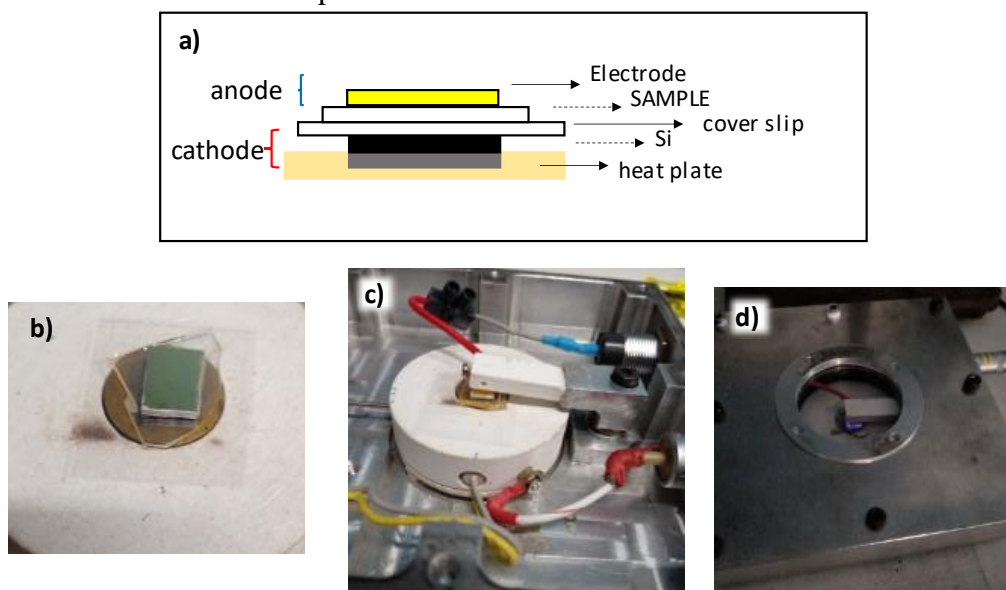 a)
Electrode
anode
SAMPLE
cover slip
Si
cathode
heat plate
b)
c)
d)